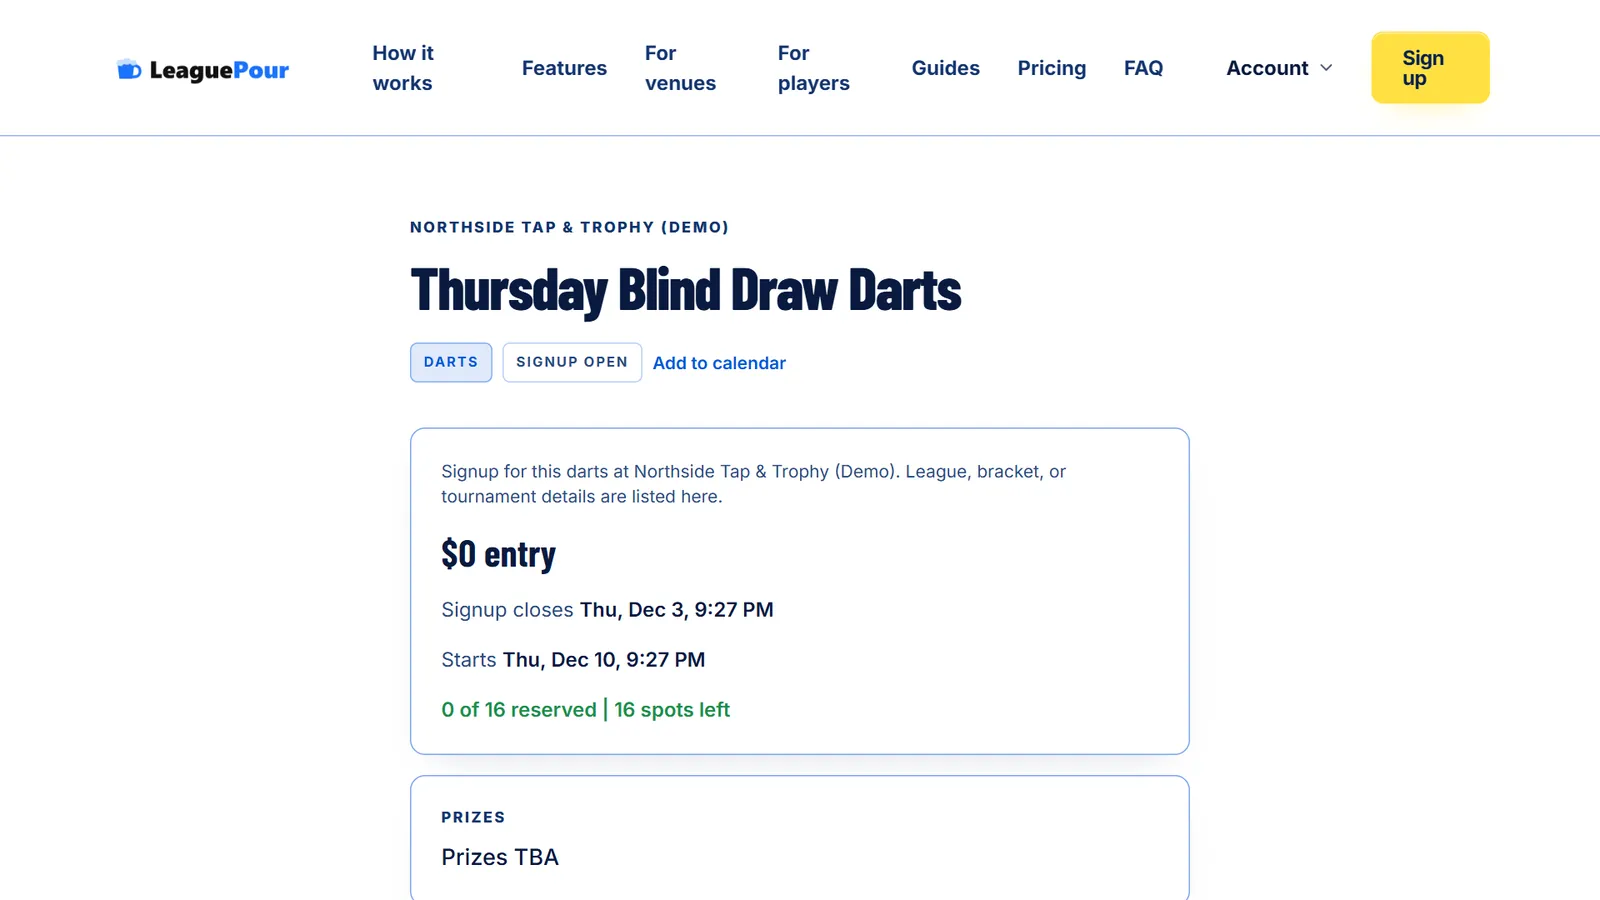 LeaguePour
How it works
Features
For venues
For players
Guides
Pricing
FAQ
Account
Sign up
NORTHSIDE TAP & TROPHY (DEMO)
Thursday Blind Draw Darts
DARTS
SIGNUP OPEN
Add to calendar
Signup for this darts at Northside Tap & Trophy (Demo). League, bracket, or
tournament details are listed here.
$0 entry
Signup closes Thu, Dec 3, 9:27 PM
Starts Thu, Dec 10, 9:27 PM
0 of 16 reserved | 16 spots left
PRIZES
Prizes TBA